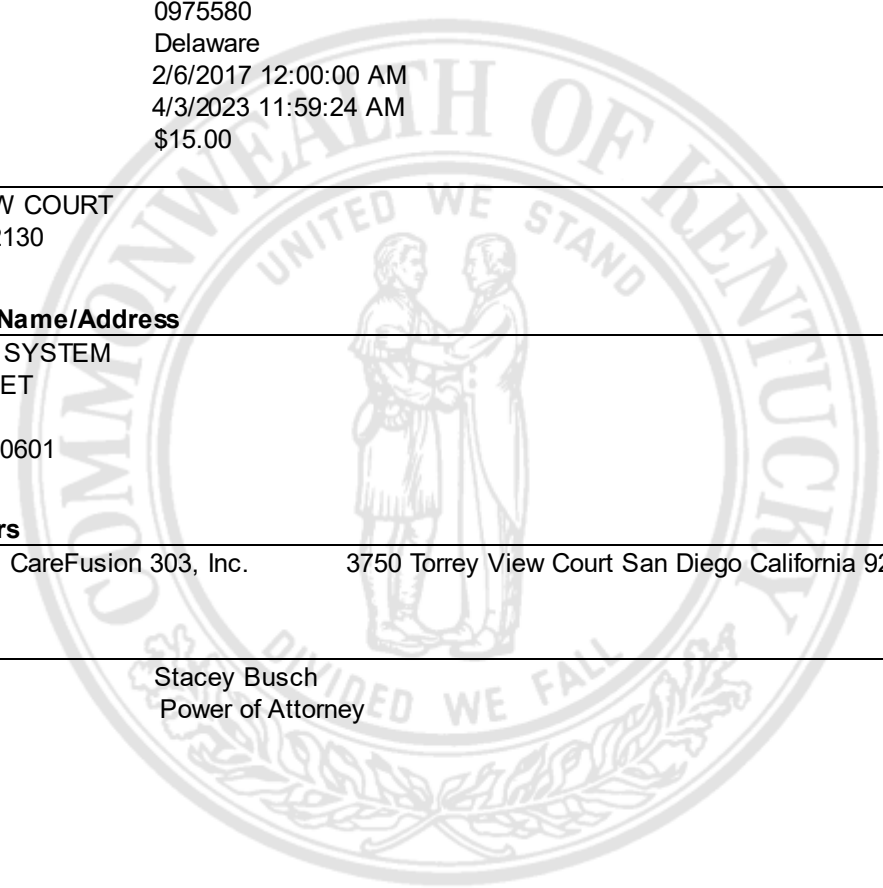 0975580
Delaware
2/6/2017 12:00:00 AM
4/3/2023 11:59:24 AM
$15.00
W COURT
2130
Name/Address
SYSTEM
ET
0601
rs
CareFusion 303, Inc. 3750 Torrey View Court San Diego California 92
Stacey Busch
Power of Attorney
COMMONWEALTH OF KENTUCKY
UNITED WE STAND
DIVIDED WE FALL